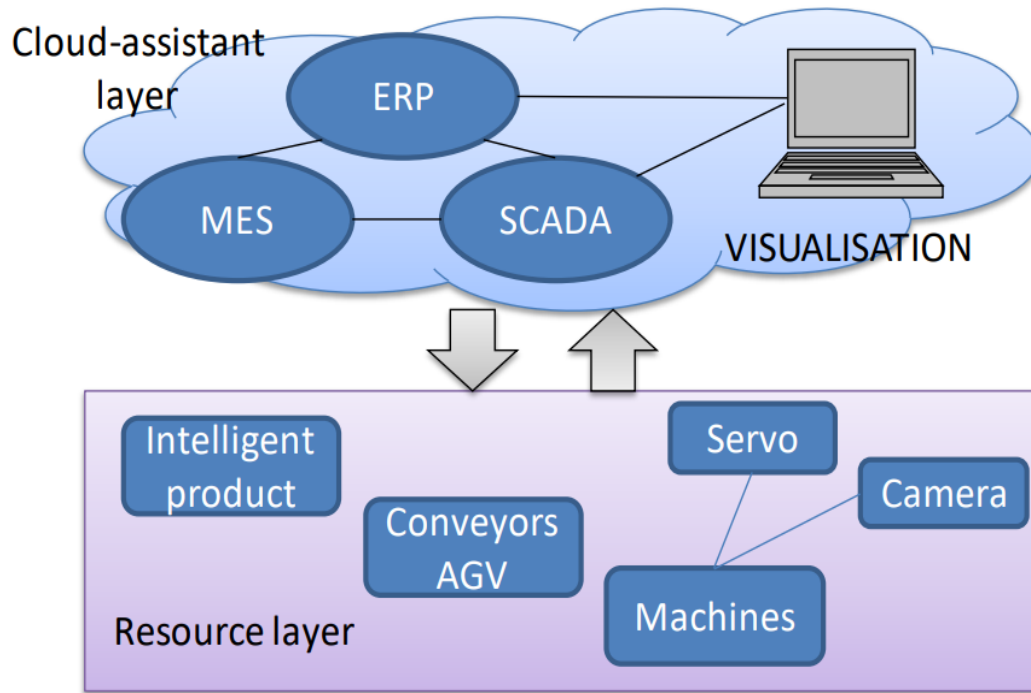 Cloud-assistant
layer
ERP
MES
SCADA
VISUALISATION
Intelligent
product
Servo
Camera
Conveyors
AGV
Machines
Resource layer